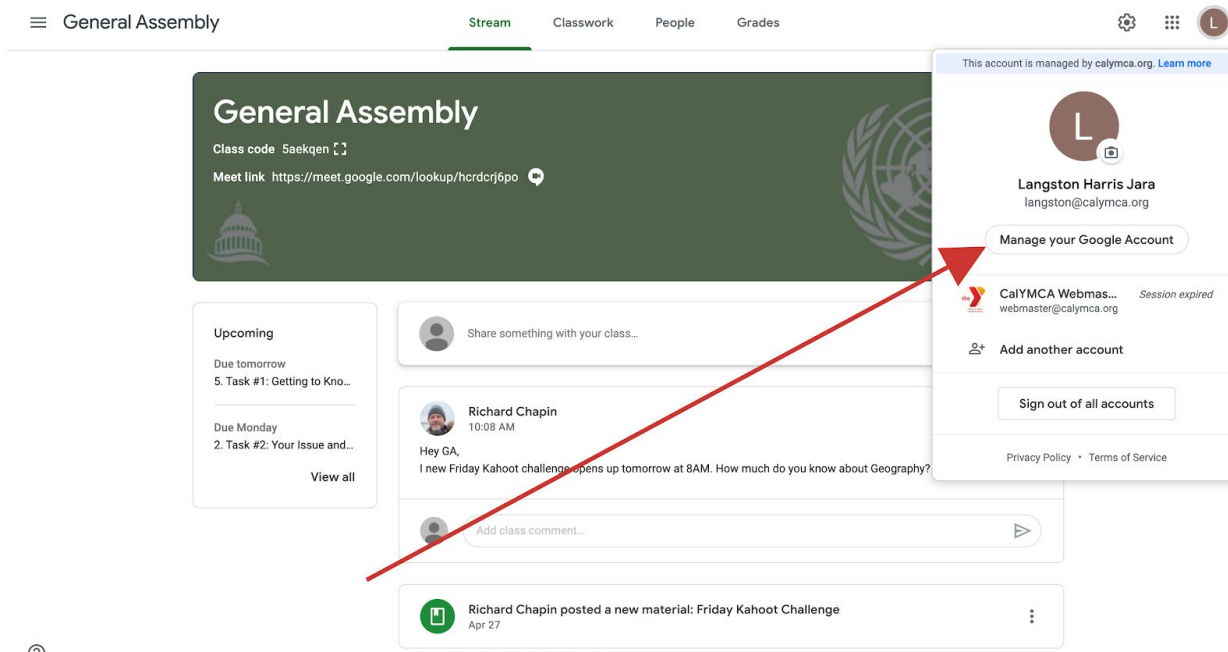 General Assembly
Stream Classwork People Grades
L
This account is managed by calymca.org. Learn more
L
Langston Harris Jara
langston@calymca.org
Manage your Google Account
the Y
CalYMCA Webmas... Session expired
webmaster@calymca.org
Add another account
Sign out of all accounts
Privacy Policy • Terms of Service
General Assembly
Class code 5aekqen
Meet link https://meet.google.com/lookup/hcrdcrj6po
Upcoming
Due tomorrow
5. Task #1: Getting to Kno...
Due Monday
2. Task #2: Your Issue and...
View all
Share something with your class...
Richard Chapin
10:08 AM
Hey GA,
I new Friday Kahoot challenge opens up tomorrow at 8AM. How much do you know about Geography?
Add class comment...
Richard Chapin posted a new material: Friday Kahoot Challenge
Apr 27